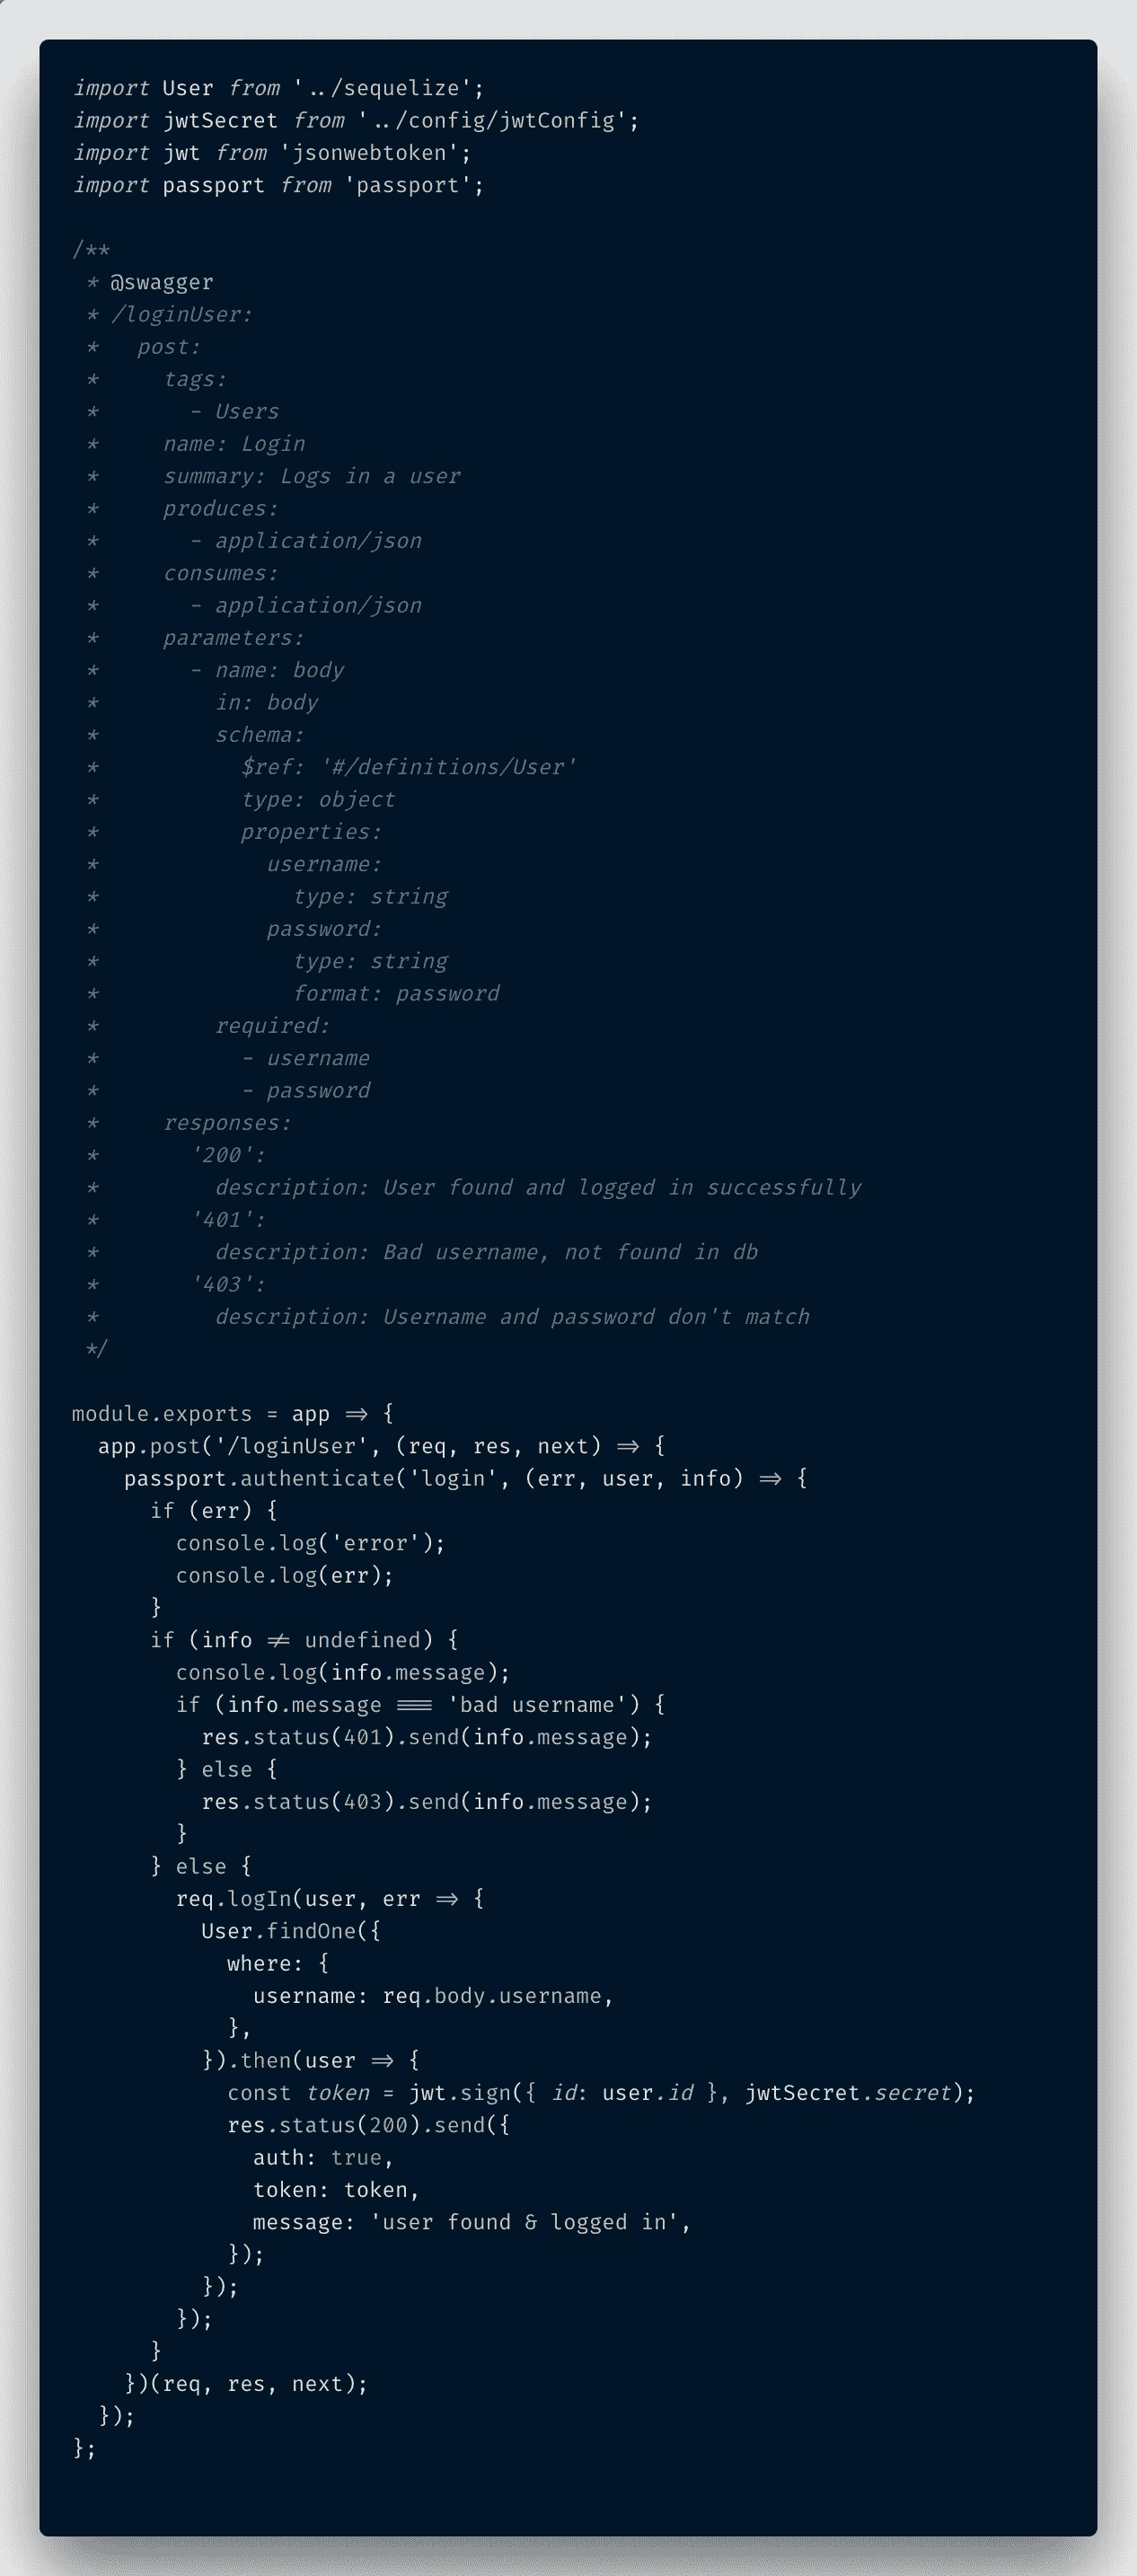 import User from '../sequelize';
import jwtSecret from '../config/jwtConfig';
import jwt from 'jsonwebtoken';
import passport from 'passport';

/**
 * @swagger
 * /loginUser:
 *   post:
 *     tags:
 *       - Users
 *     name: Login
 *     summary: Logs in a user
 *     produces:
 *       - application/json
 *     consumes:
 *       - application/json
 *     parameters:
 *       - name: body
 *         in: body
 *         schema:
 *           $ref: '#/definitions/User'
 *           type: object
 *           properties:
 *             username:
 *               type: string
 *             password:
 *               type: string
 *               format: password
 *         required:
 *           - username
 *           - password
 *     responses:
 *       '200':
 *         description: User found and logged in successfully
 *       '401':
 *         description: Bad username, not found in db
 *       '403':
 *         description: Username and password don't match
 */

module.exports = app => {
  app.post('/loginUser', (req, res, next) => {
    passport.authenticate('login', (err, user, info) => {
      if (err) {
        console.log('error');
        console.log(err);
      }
      if (info != undefined) {
        console.log(info.message);
        if (info.message === 'bad username') {
          res.status(401).send(info.message);
        } else {
          res.status(403).send(info.message);
        }
      } else {
        req.logIn(user, err => {
          User.findOne({
            where: {
              username: req.body.username,
            },
          }).then(user => {
            const token = jwt.sign({ id: user.id }, jwtSecret.secret);
            res.status(200).send({
              auth: true,
              token: token,
              message: 'user found & logged in',
            });
          });
        });
      }
    })(req, res, next);
  });
};